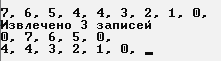 7, 6, 5, 4, 4, 3, 2, 1, 0,
Извлечено 3 записей
0, 7, 6, 5, 0,
4, 4, 3, 2, 1, 0, _